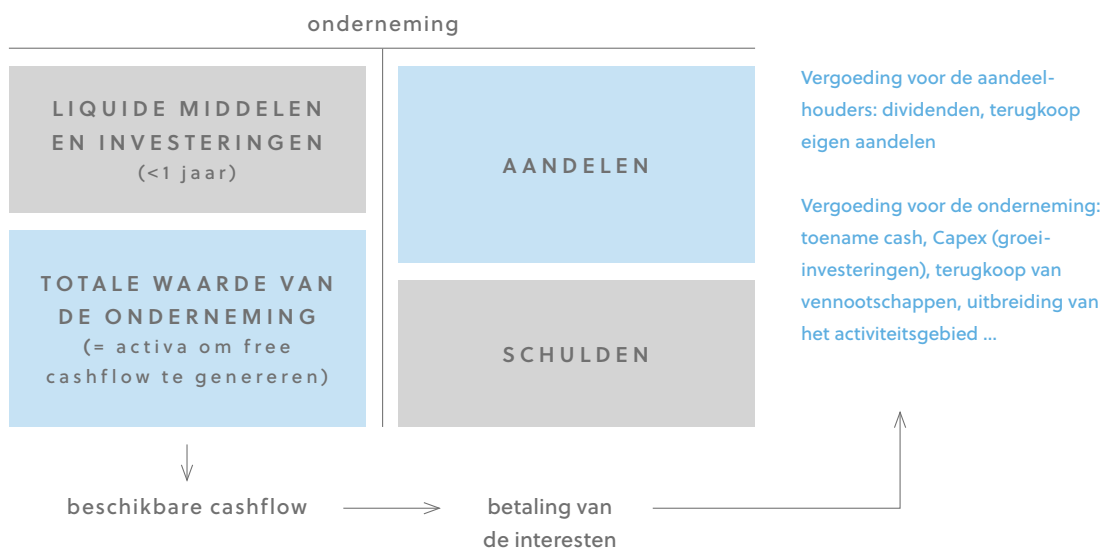 onderneming
LIQUIDE MIDDELEN
EN INVESTERINGEN
(<1 jaar)
TOTALE WAARDE VAN
DE ONDERNEMING
(= activa om free
cashflow te genereren)
AANDELEN
SCHULDEN
Vergoeding voor de aandeel-
houders: dividenden, terugkoop
eigen aandelen
Vergoeding voor de onderneming:
toename cash, Capex (groei-
investeringen), terugkoop van
vennootschappen, uitbreiding van
het activiteitsgebied ...
beschikbare cashflow
betaling van
de interesten